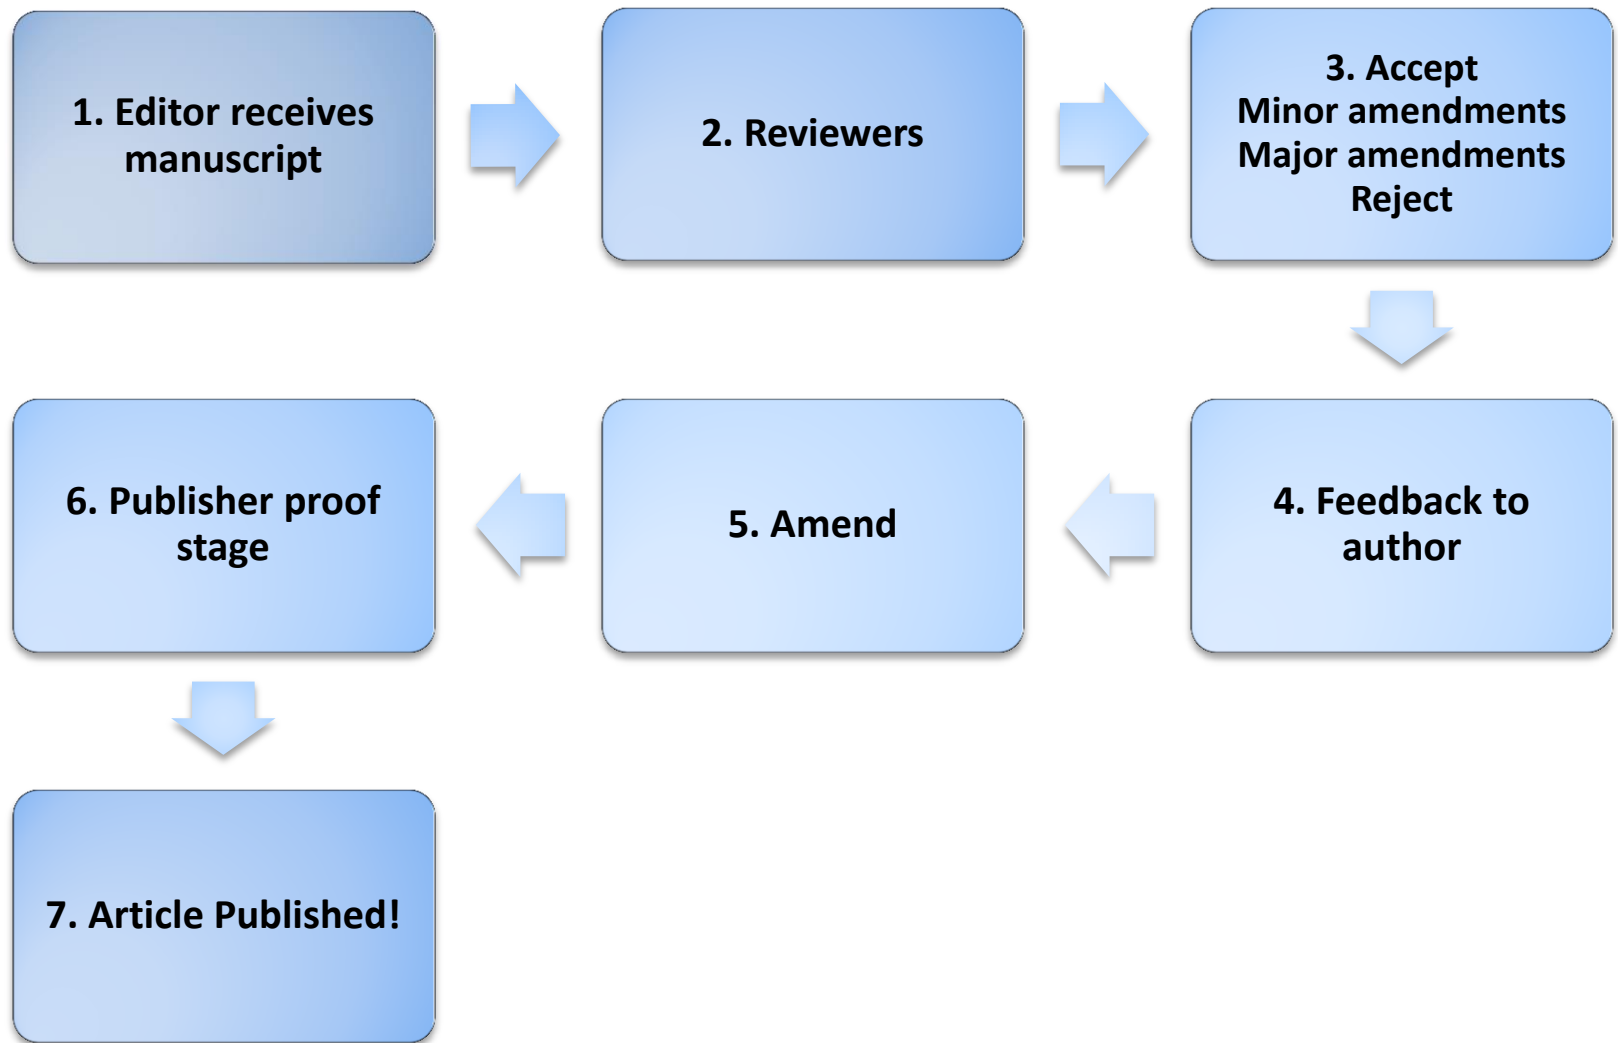 1. Editor receives
manuscript
2. Reviewers
3. Accept
Minor amendments
Major amendments
Reject
4. Feedback to
author
5. Amend
6. Publisher proof
stage
7. Article Published!